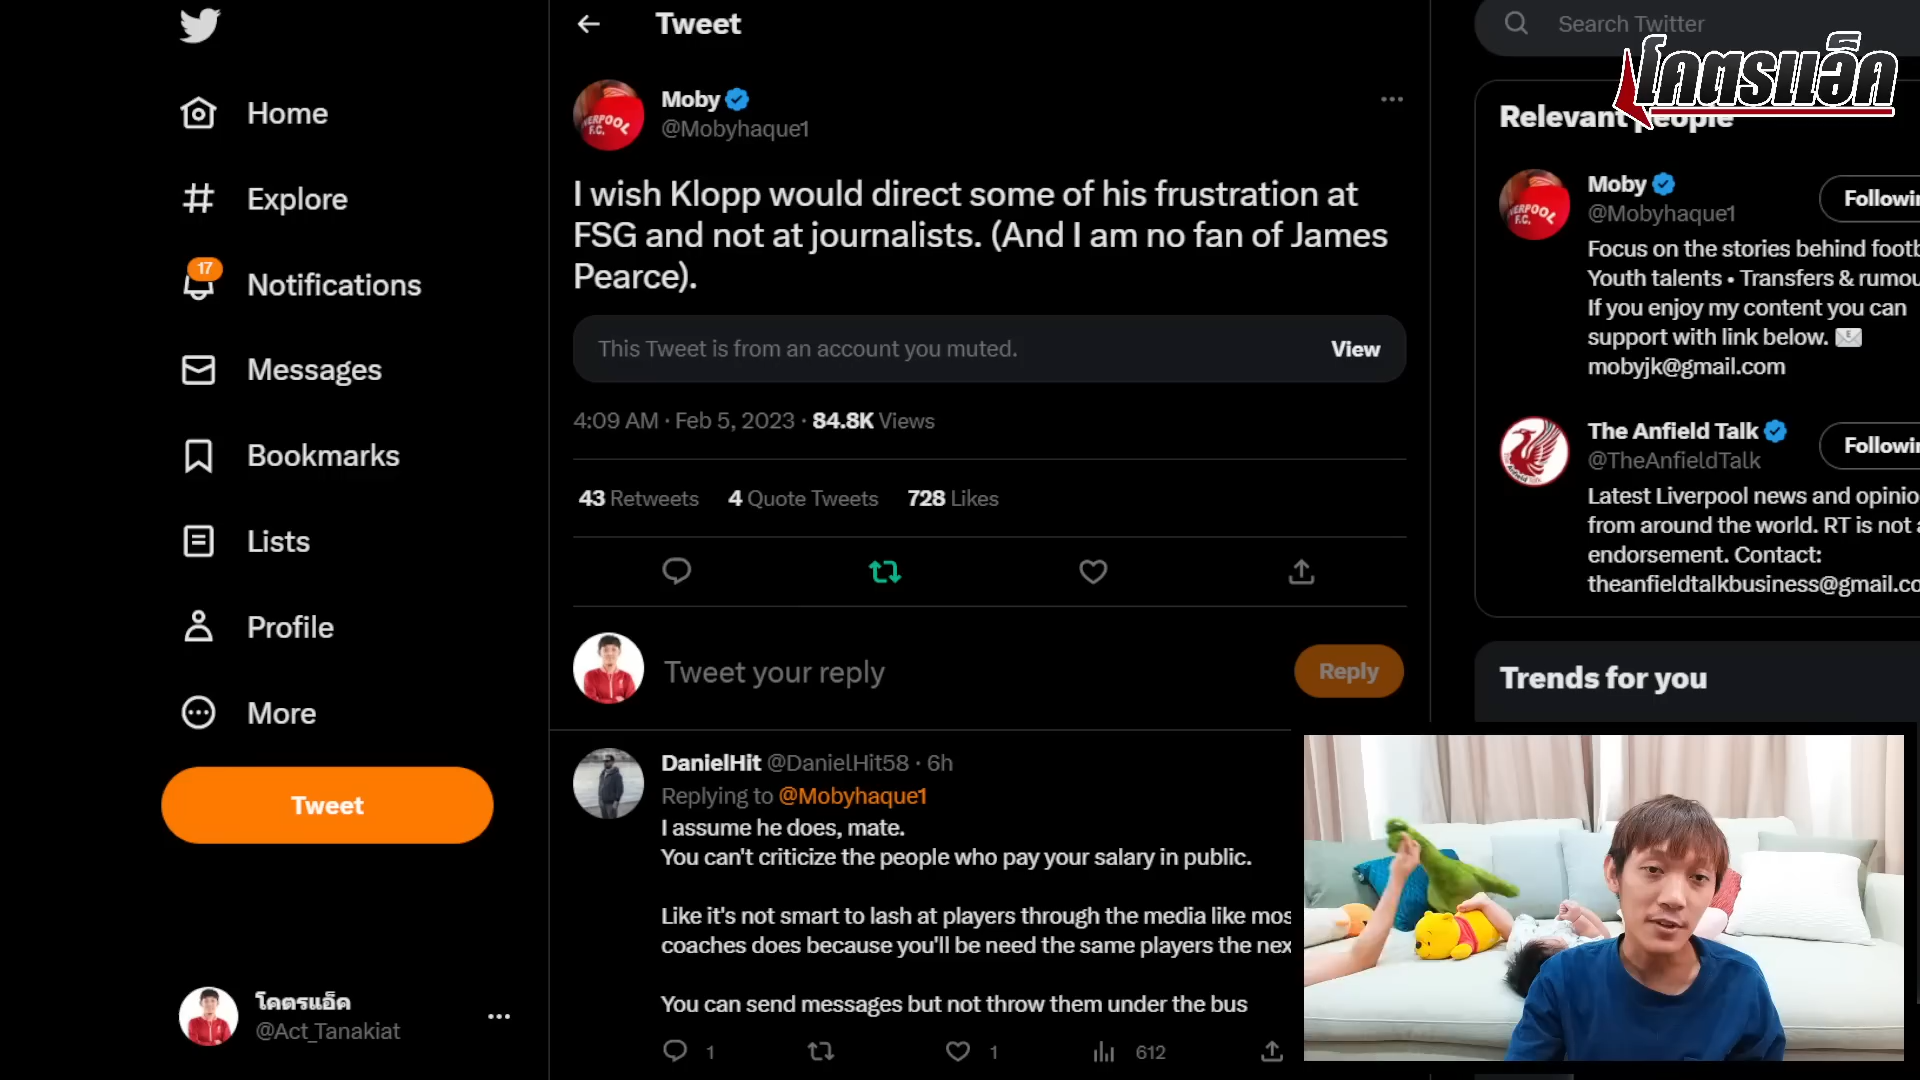 Tweet
Search Twitter
โคตรแอ็ค
Home
Explore
17
Notifications
Messages
Bookmarks
Lists
Profile
More
Tweet
โคตรแอ็ค
@Act_Tanakiat
Moby
@Mobyhaque1
I wish Klopp would direct some of his frustration at
FSG and not at journalists. (And I am no fan of James
Pearce).
This Tweet is from an account you muted.
View
4:09 AM · Feb 5, 2023 · 84.8K Views
43 Retweets 4 Quote Tweets 728 Likes
Tweet your reply
Reply
DanielHit @DanielHit58 · 6h
Replying to @Mobyhaque1
I assume he does, mate.
You can't criticize the people who pay your salary in public.
Like it's not smart to lash at players through the media like mos
coaches does because you'll be need the same players the nex
You can send messages but not throw them under the bus
1
1
612
Relevant people
Moby
@Mobyhaque1
Followin
Focus on the stories behind footb
Youth talents • Transfers & rumou
If you enjoy my content you can
support with link below.
mobyjk@gmail.com
The Anfield Talk
@TheAnfieldTalk
Followin
Latest Liverpool news and opinio
from around the world. RT is not a
endorsement. Contact:
theanfieldtalkbusiness@gmail.co
Trends for you
LIVERPOOL
F.C.